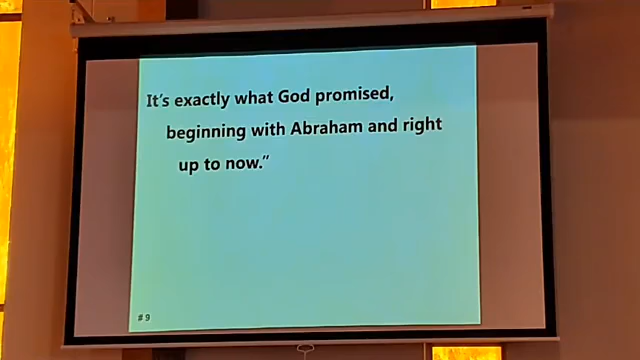 It's exactly what God promised,
beginning with Abraham and right
up to now.”
#9